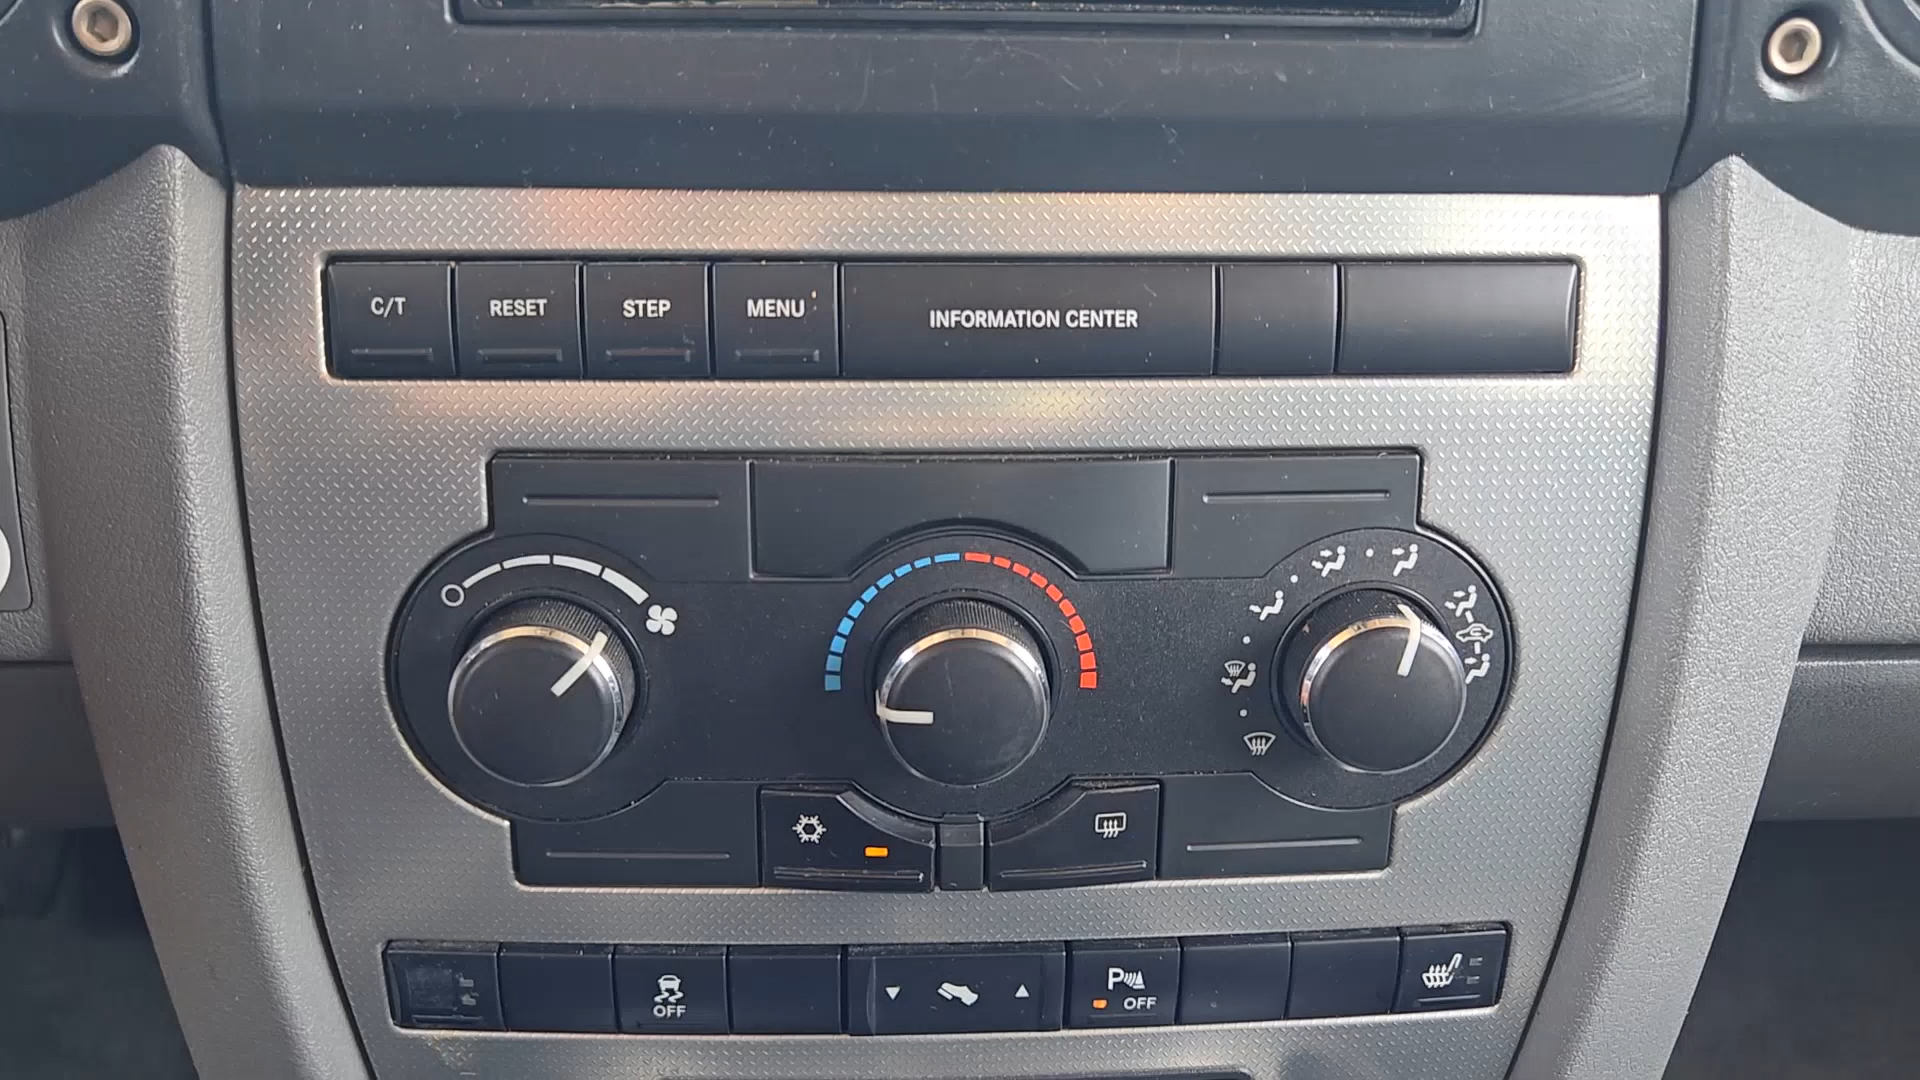 C/T
RESET
STEP
MENU
INFORMATION CENTER
OFF
P
OFF